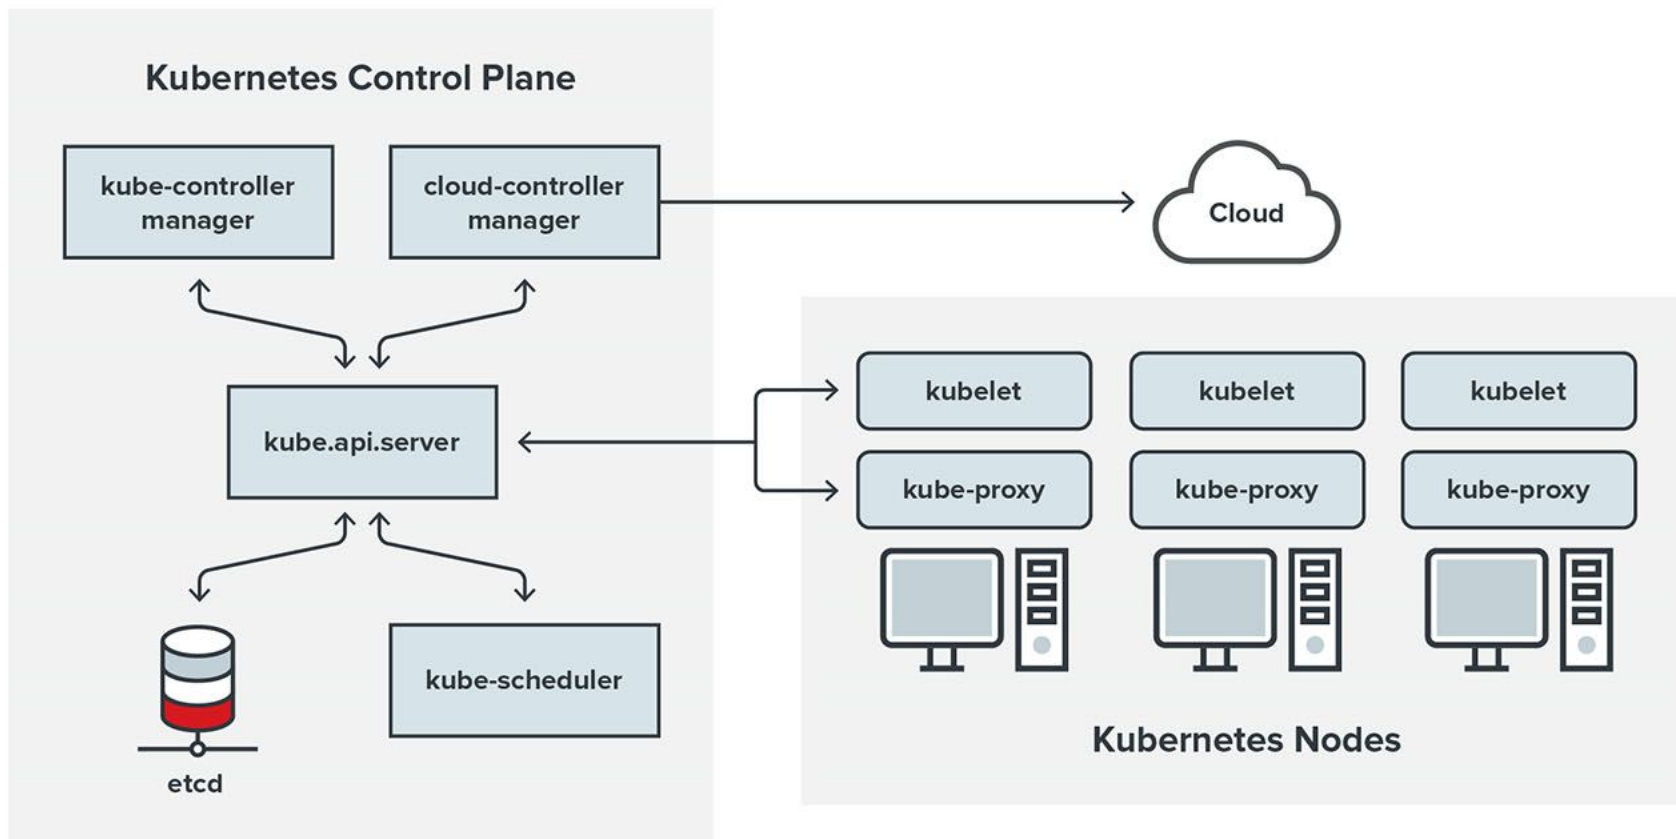 Kubernetes Control Plane
kube-controller
manager
cloud-controller
manager
Cloud
kube.api.server
kubelet
kubelet
kubelet
kube-proxy
kube-proxy
kube-proxy
kube-scheduler
etcd
Kubernetes Nodes